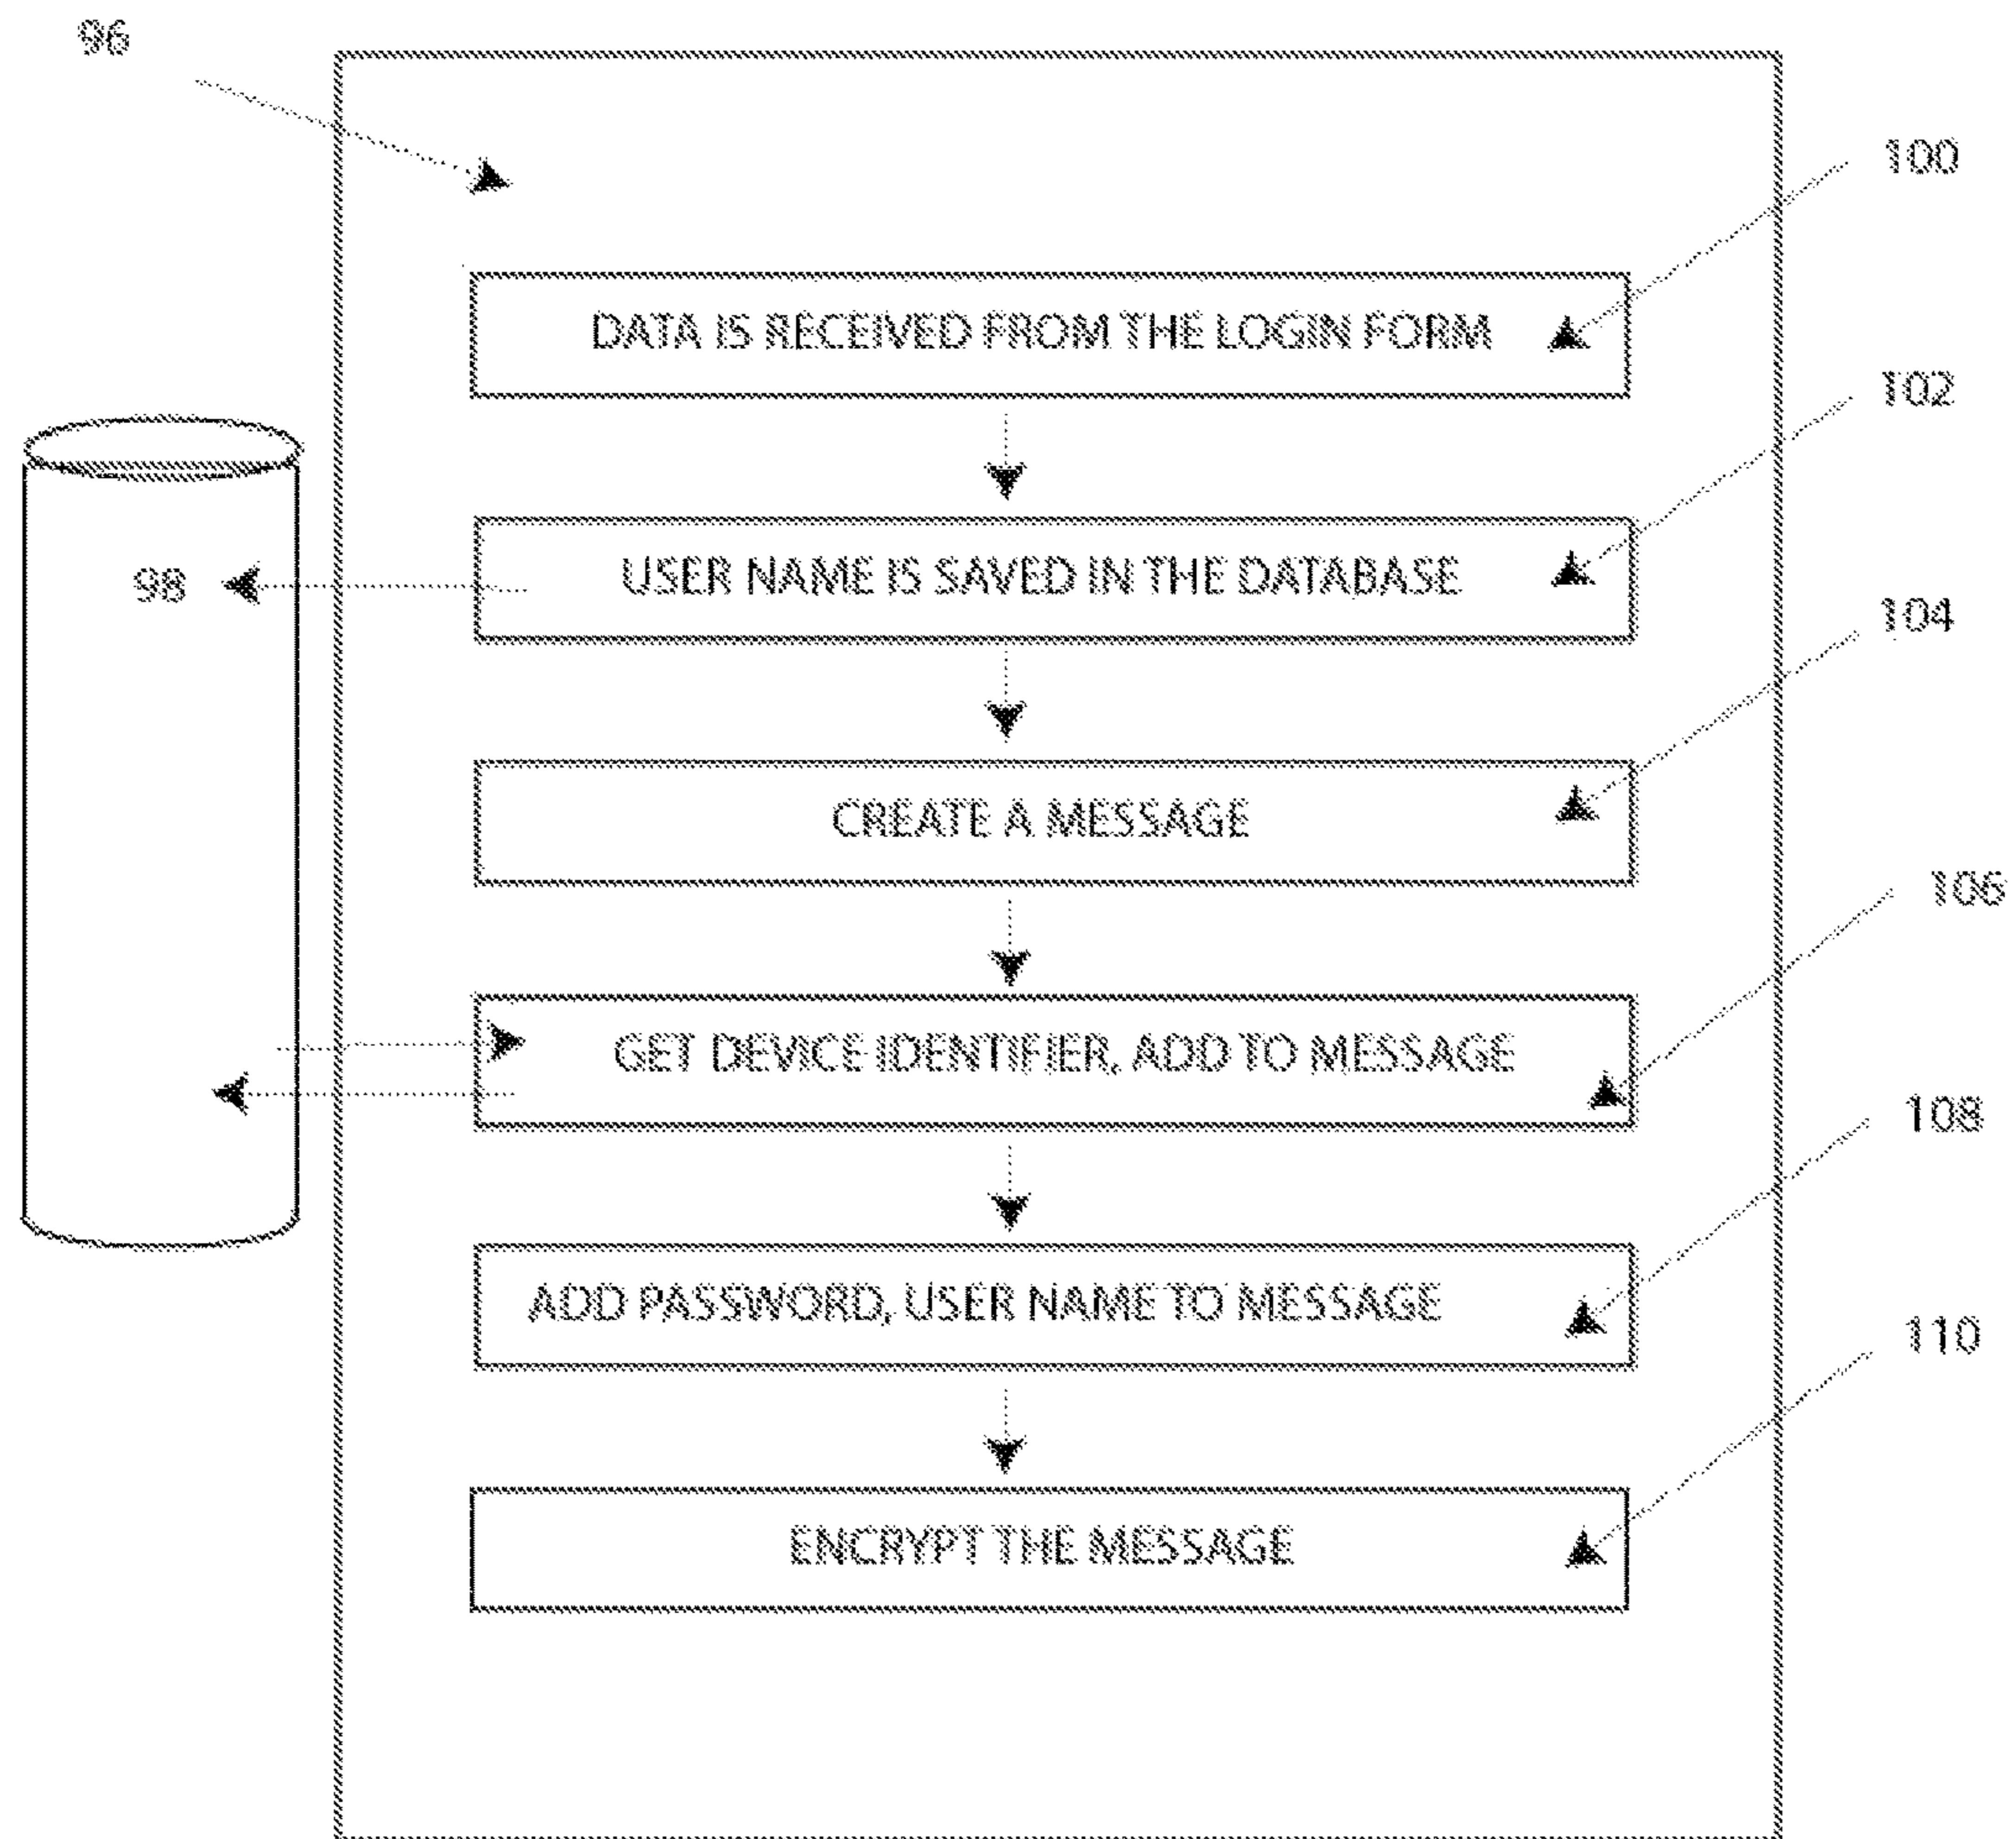 96
100
DATA IS RECEIVED FROM THE LOGIN FORM
102
98
USER NAME IS SAVED IN THE DATABASE
104
CREATE A MESSAGE
106
GET DEVICE IDENTIFIER, ADD TO MESSAGE
108
ADD PASSWORD, USER NAME TO MESSAGE
110
ENCRYPT THE MESSAGE